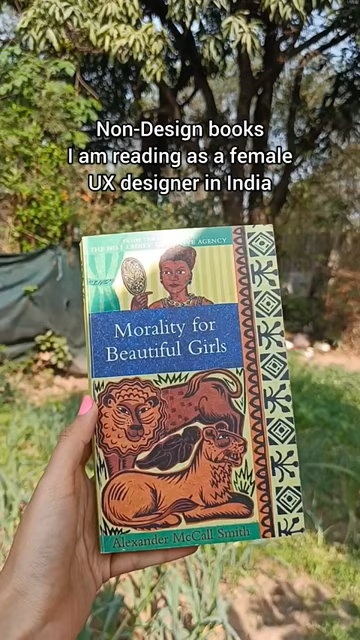 Non-Design books
I am reading as a female
UX designer in India
THE NO.1 LADIES' DETECTIVE AGENCY
Morality for
Beautiful Girls
Alexander McCall Smith